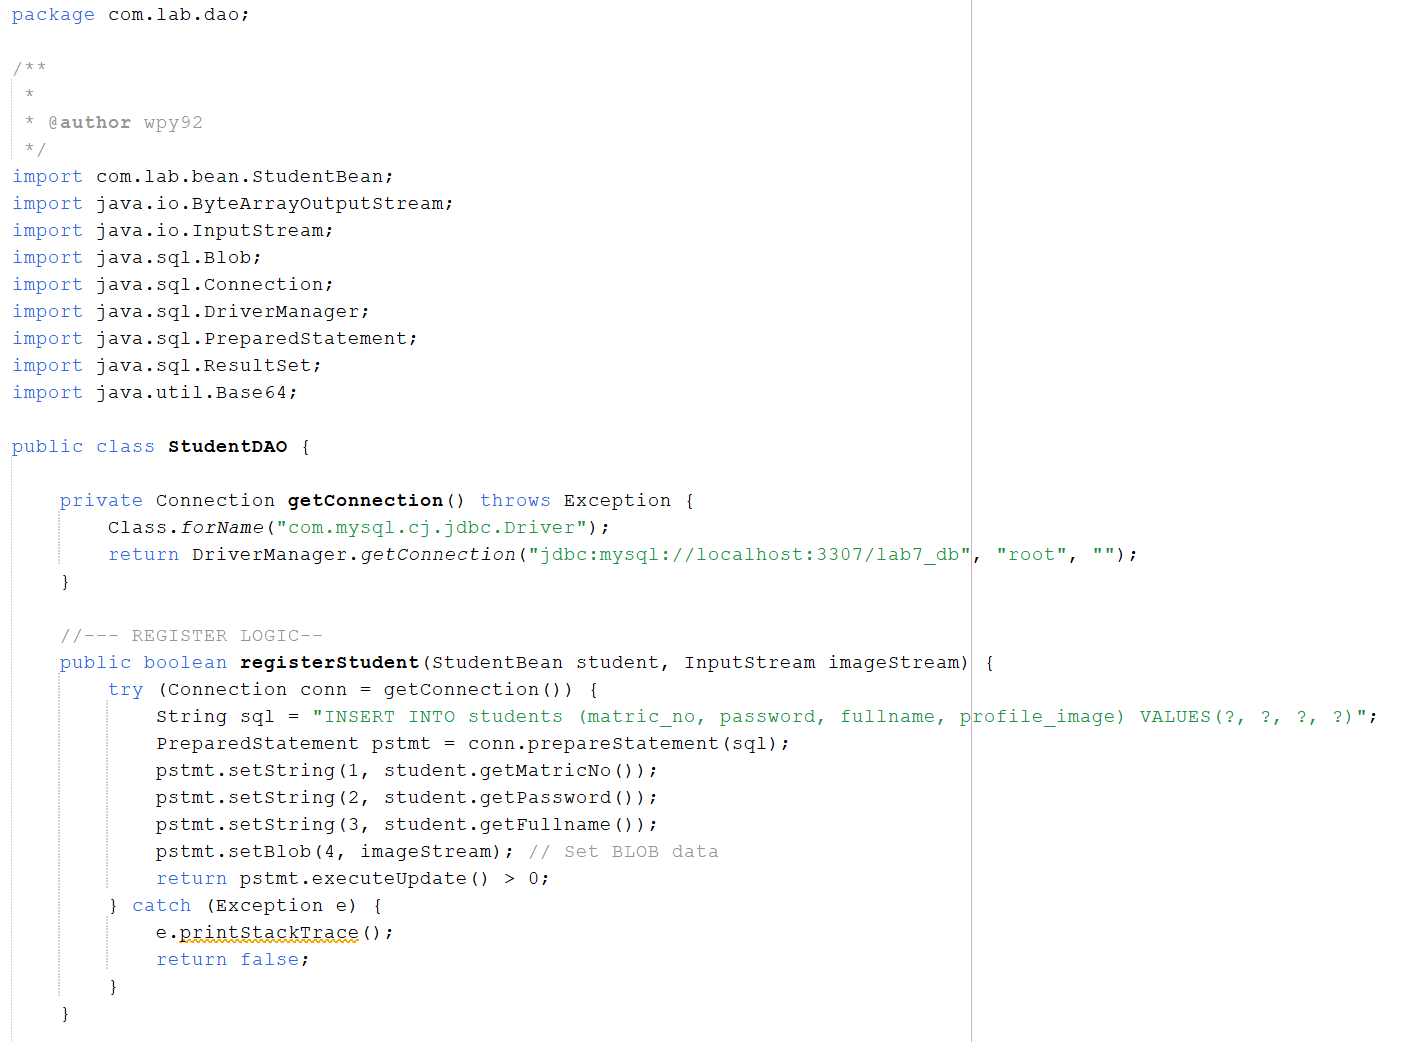 package com.lab.dao;
/**
 *
 * @author wpy92
 */
import com.lab.bean.StudentBean;
import java.io.ByteArrayOutputStream;
import java.io.InputStream;
import java.sql.Blob;
import java.sql.Connection;
import java.sql.DriverManager;
import java.sql.PreparedStatement;
import java.sql.ResultSet;
import java.util.Base64;
public class StudentDAO {
    private Connection getConnection() throws Exception {
        Class.forName("com.mysql.cj.jdbc.Driver");
        return DriverManager.getConnection("jdbc:mysql://localhost:3307/lab7_db", "root", "");
    }
    //--- REGISTER LOGIC--
    public boolean registerStudent(StudentBean student, InputStream imageStream) {
        try (Connection conn = getConnection()) {
            String sql = "INSERT INTO students (matric_no, password, fullname, profile_image) VALUES(?, ?, ?, ?)";
            PreparedStatement pstmt = conn.prepareStatement(sql);
            pstmt.setString(1, student.getMatricNo());
            pstmt.setString(2, student.getPassword());
            pstmt.setString(3, student.getFullname());
            pstmt.setBlob(4, imageStream); // Set BLOB data
            return pstmt.executeUpdate() > 0;
        } catch (Exception e) {
            e.printStackTrace();
            return false;
        }
    }